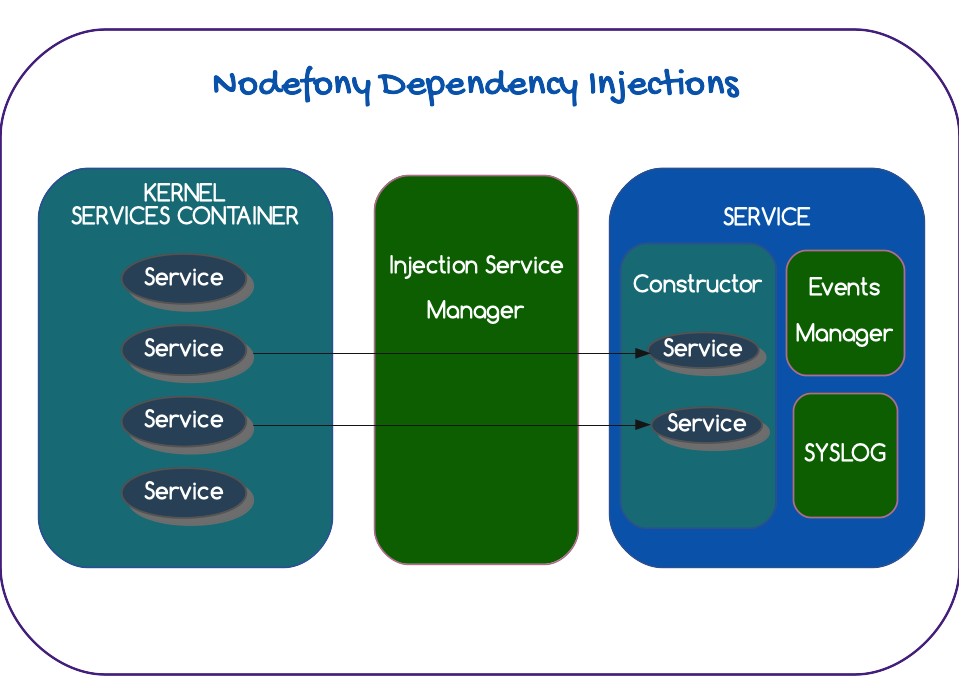 Nodefony Dependency Injections
KERNEL
SERVICES CONTAINER
Service
Service
Service
Service
Injection Service
Manager
SERVICE
Constructor
Service
Service
Events
Manager
SYSLOG